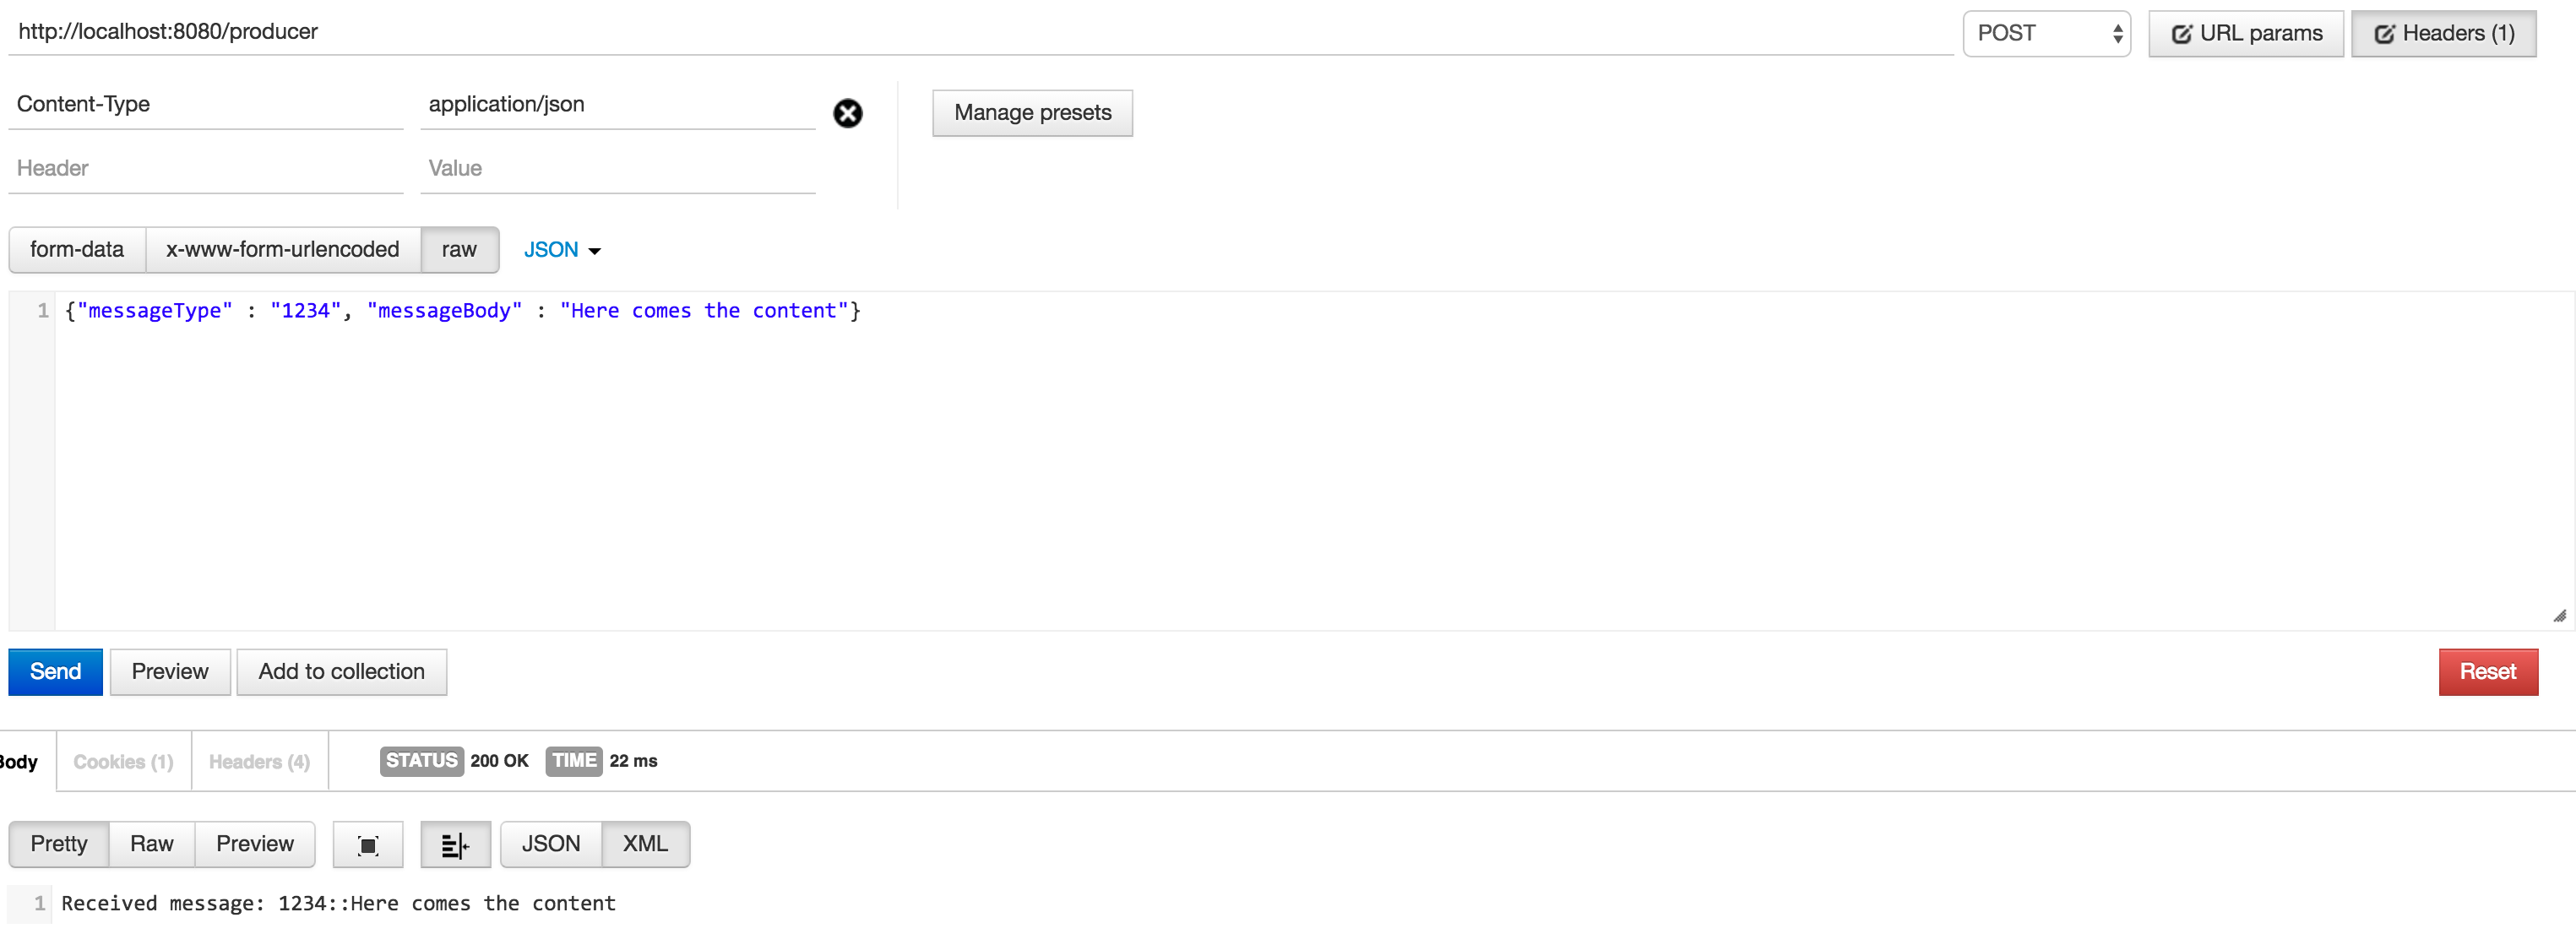 http://localhost:8080/producer POST URL params Headers (1)
Content-Type application/json Manage presets
Header Value
form-data x-www-form-urlencoded raw JSON
1 {"messageType" : "1234", "messageBody" : "Here comes the content"}
Send Preview Add to collection Reset
Body Cookies (1) Headers (4) STATUS 200 OK TIME 22 ms
Pretty Raw Preview JSON XML
1 Received message: 1234::Here comes the content